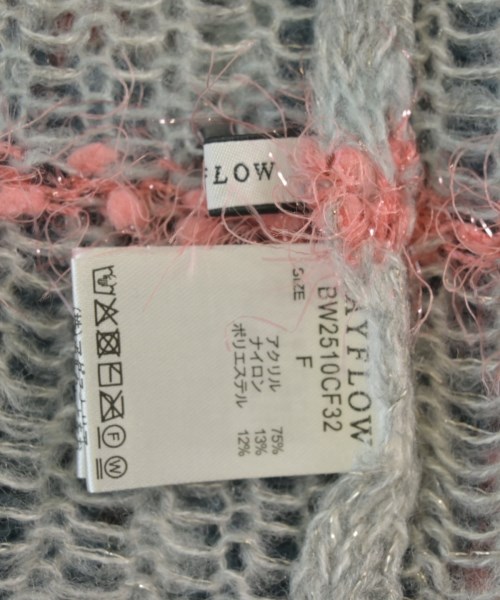 LOW
AYFLOW
BW2510CF32
SIZE F
アクリル 75%
ナイロン 13%
ポリエステル 12%
F W